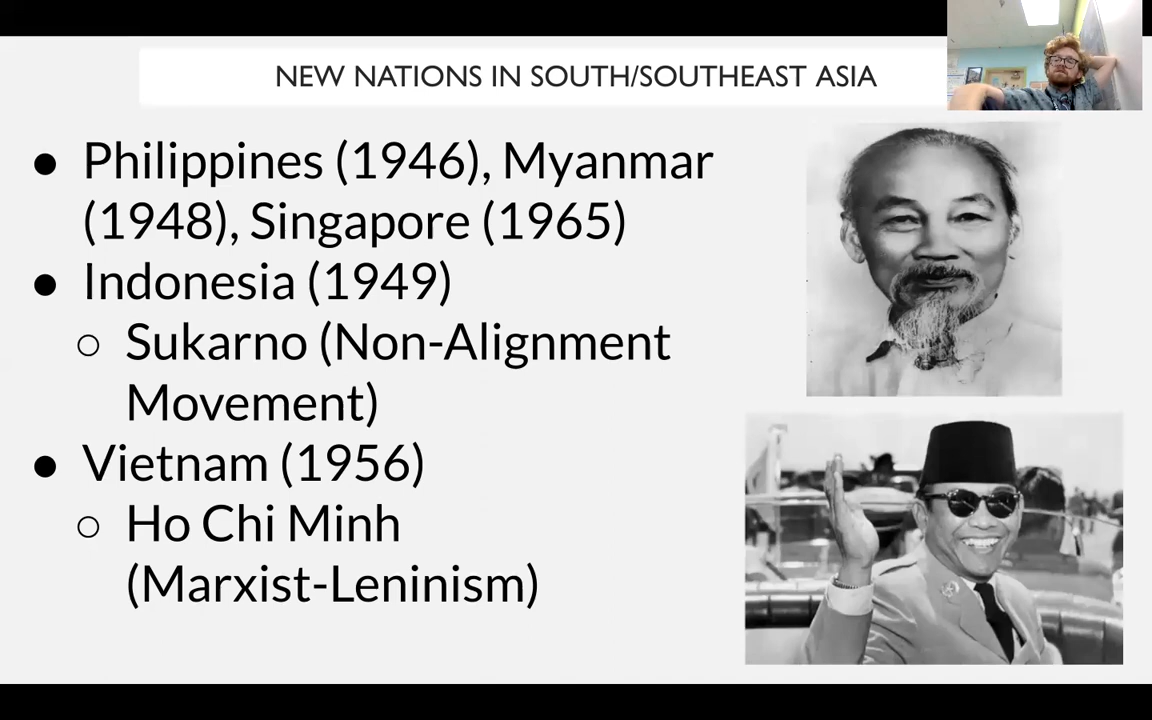 NEW NATIONS IN SOUTH/SOUTHEAST ASIA
● Philippines (1946), Myanmar
(1948), Singapore (1965)
● Indonesia (1949)
○ Sukarno (Non-Alignment
Movement)
● Vietnam (1956)
○ Ho Chi Minh
(Marxist-Leninism)